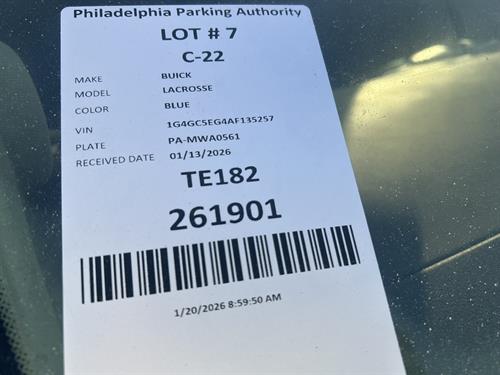 Philadelphia Parking Authority
LOT # 7
C-22
MAKE BUICK
MODEL LACROSSE
COLOR BLUE
VIN 1G4GC5EG4AF135257
PLATE PA-MWA0561
RECEIVED DATE 01/13/2026
TE182
261901
1/20/2026 8:59:50 AM